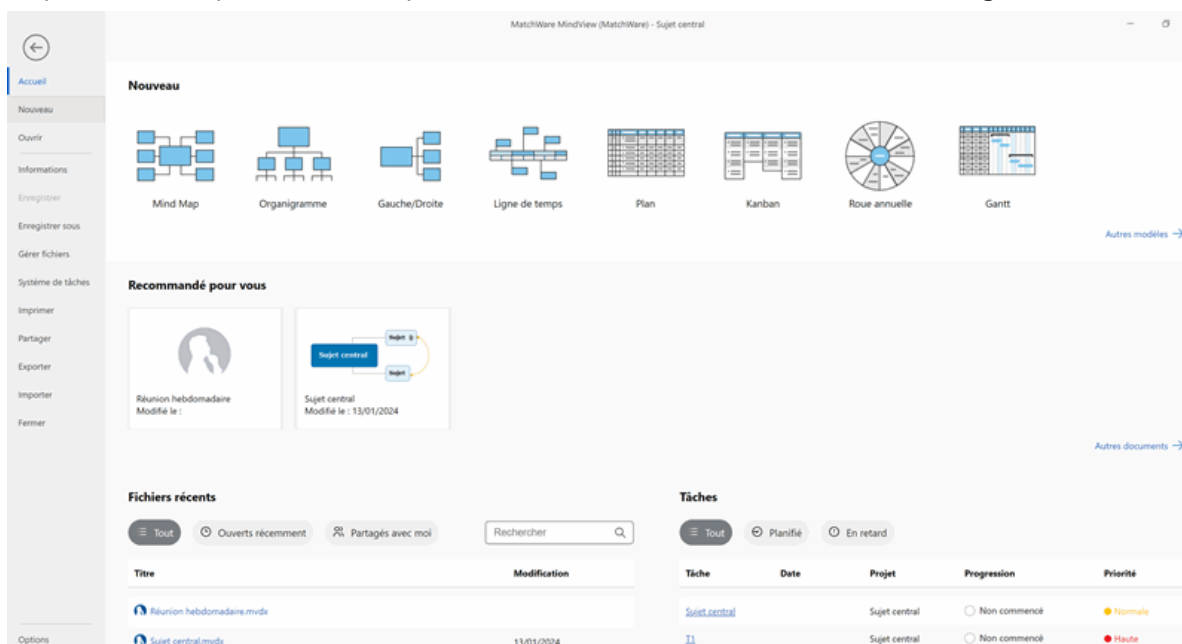 MatchWare MindView (MatchWare) - Sujet central
Accueil
Nouveau
Ouvrir
Informations
Enregistrer
Enregistrer sous
Gérer fichiers
Système de tâches
Imprimer
Partager
Exporter
Importer
Fermer
Options
Nouveau
Mind Map
Organigramme
Gauche/Droite
Ligne de temps
Plan
Kanban
Roue annuelle
Gantt
Autres modèles
Recommandé pour vous
Réunion hebdomadaire
Modifié le :
Sujet central
Sujet
Sujet
Sujet central
Modifié le : 13/01/2024
Autres documents
Fichiers récents
Tout Ouverts récemment Partagés avec moi Rechercher
Titre Modification
Réunion hebdomadaire.mvdx
Sujet central.mvdx 13/01/2024
Tâches
Tout Planifié En retard
Tâche Date Projet Progression Priorité
Sujet central Sujet central Non commencé Normale
T1 Sujet central Non commencé Haute